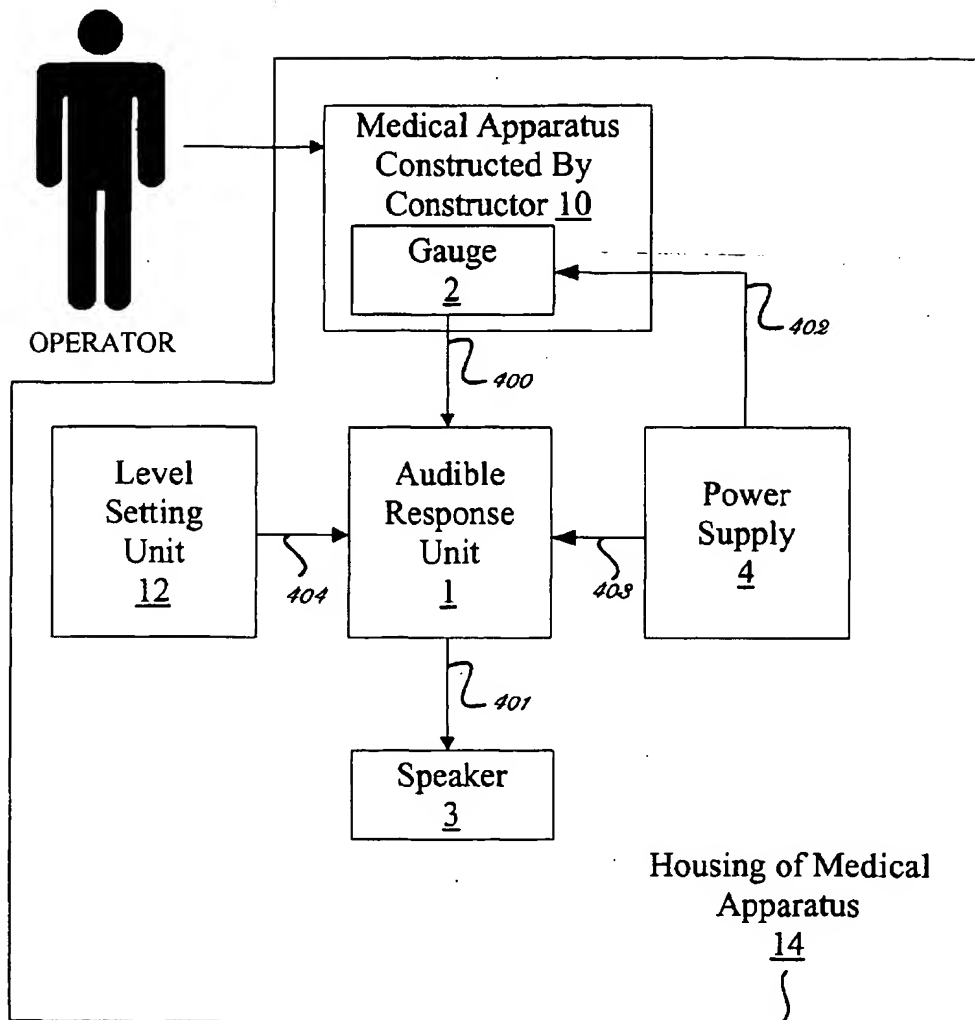 Medical Apparatus
Constructed By
Constructor 10
Gauge
2
402
OPERATOR
400
Level
Setting
Unit
12
404
Audible
Response
Unit
1
403
Power
Supply
4
401
Speaker
3
Housing of Medical
Apparatus
14